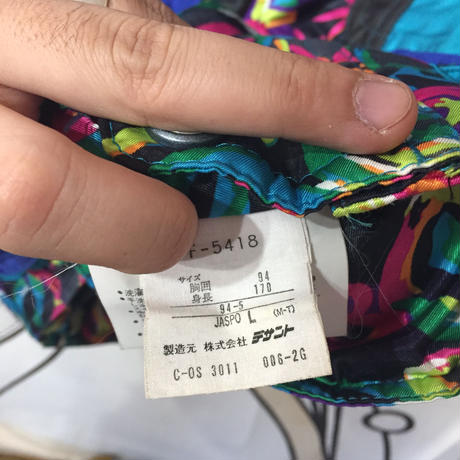 F-5418
サイズ
胸囲 94
身長 170
94-5
JASPO L (M-T)
製造元 株式会社 デサント
C-OS 3011 006-2G